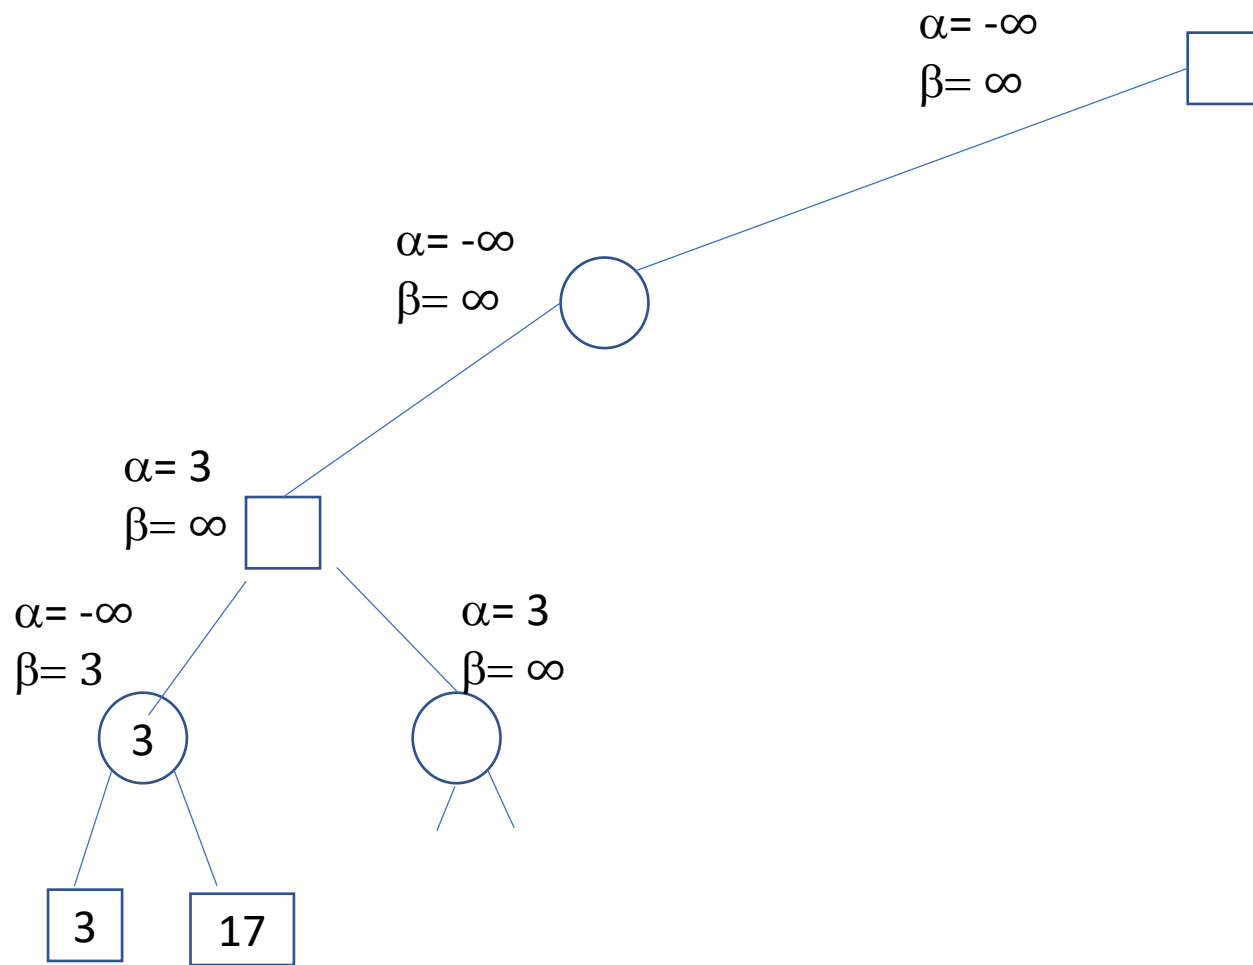 α= -∞
β= ∞
α= -∞
β= ∞
α= 3
β= ∞
α= -∞
β= 3
α= 3
β= ∞
3
3
17